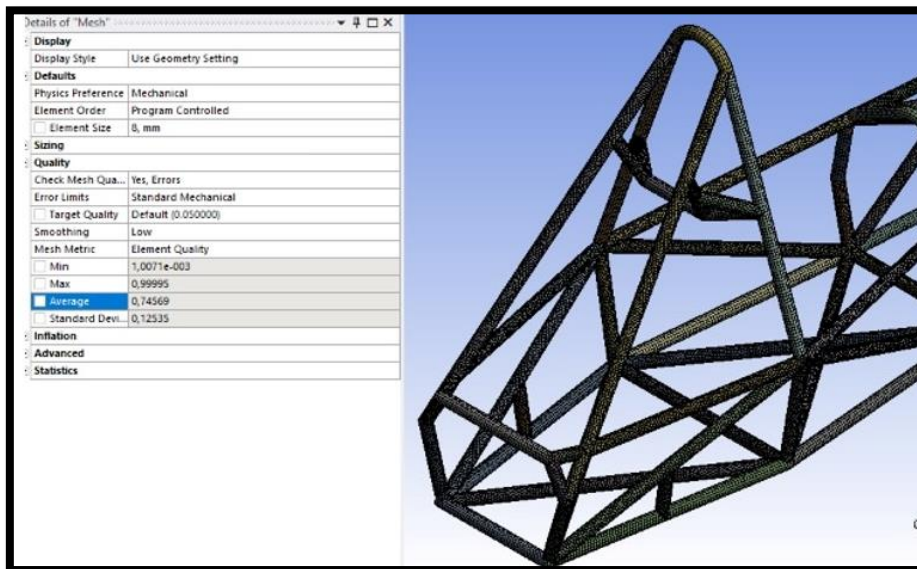 Details of "Mesh"
Display
Display Style Use Geometry Setting
Defaults
Physics Preference Mechanical
Element Order Program Controlled
Element Size 8, mm
Sizing
Quality
Check Mesh Qua... Yes, Errors
Error Limits Standard Mechanical
Target Quality Default (0.050000)
Smoothing Low
Mesh Metric Element Quality
Min 1,0071e-003
Max 0,99995
Average 0,74569
Standard Devi... 0,12535
Inflation
Advanced
Statistics